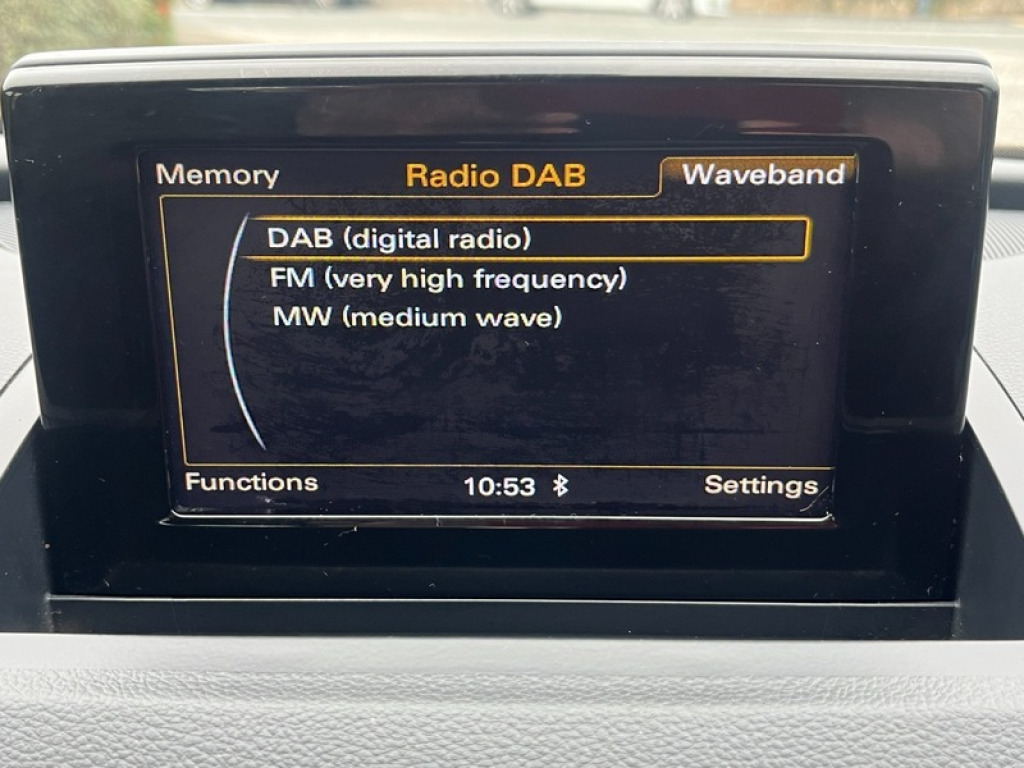 Memory Radio DAB Waveband
DAB (digital radio)
FM (very high frequency)
MW (medium wave)
Functions 10:53 Settings